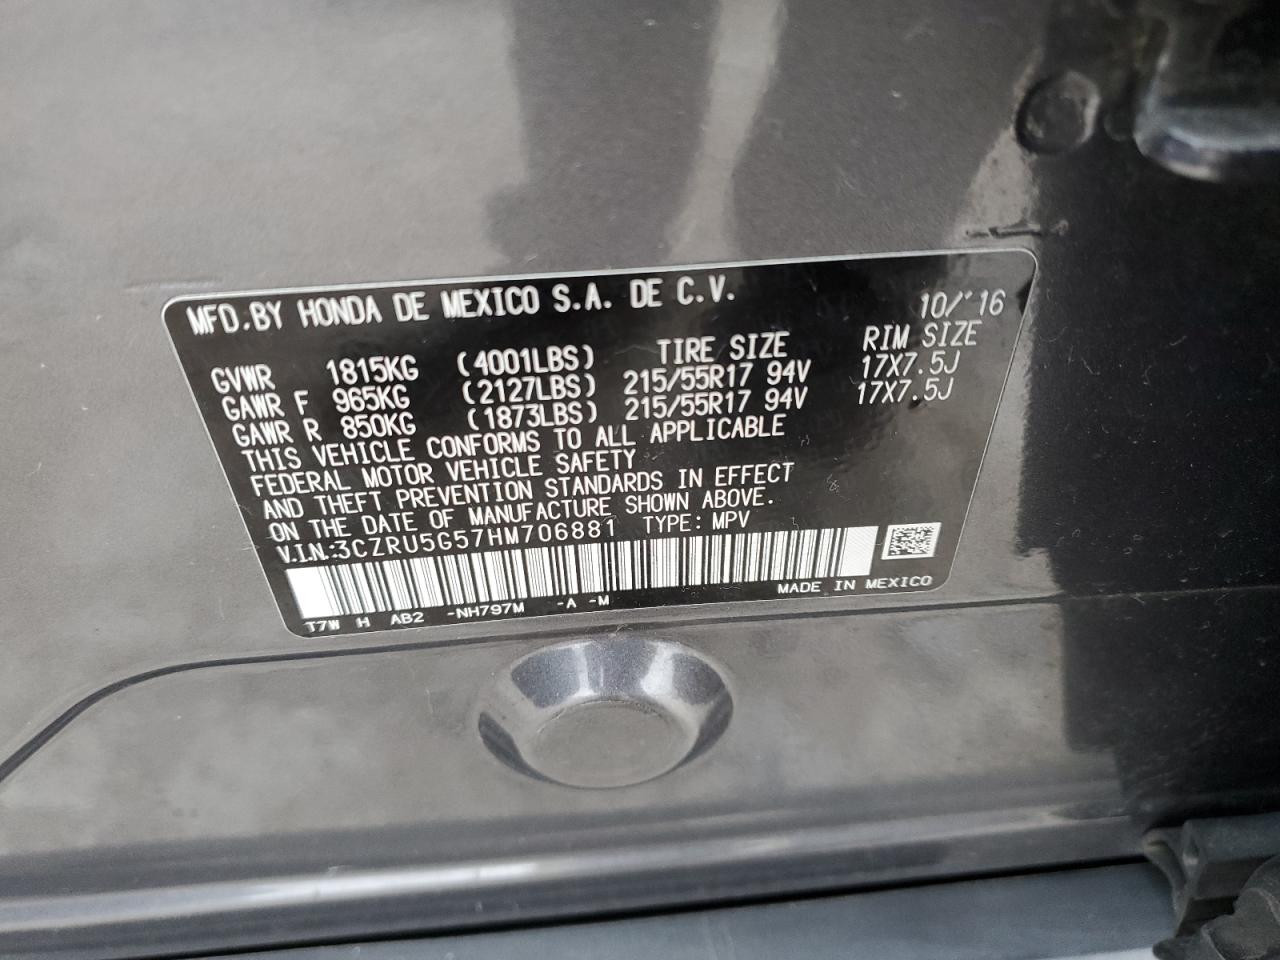 MFD.BY HONDA DE MEXICO S.A. DE C.V. 10/'16
GVWR 1815KG (4001LBS) TIRE SIZE RIM SIZE
GAWR F 965KG (2127LBS) 215/55R17 94V 17X7.5J
GAWR R 850KG (1873LBS) 215/55R17 94V 17X7.5J
THIS VEHICLE CONFORMS TO ALL APPLICABLE
FEDERAL MOTOR VEHICLE SAFETY
AND THEFT PREVENTION STANDARDS IN EFFECT
ON THE DATE OF MANUFACTURE SHOWN ABOVE.
V.I.N:3CZRU5G57HM706881 TYPE: MPV
MADE IN MEXICO
T7W H AB2 -NH797M -A -M